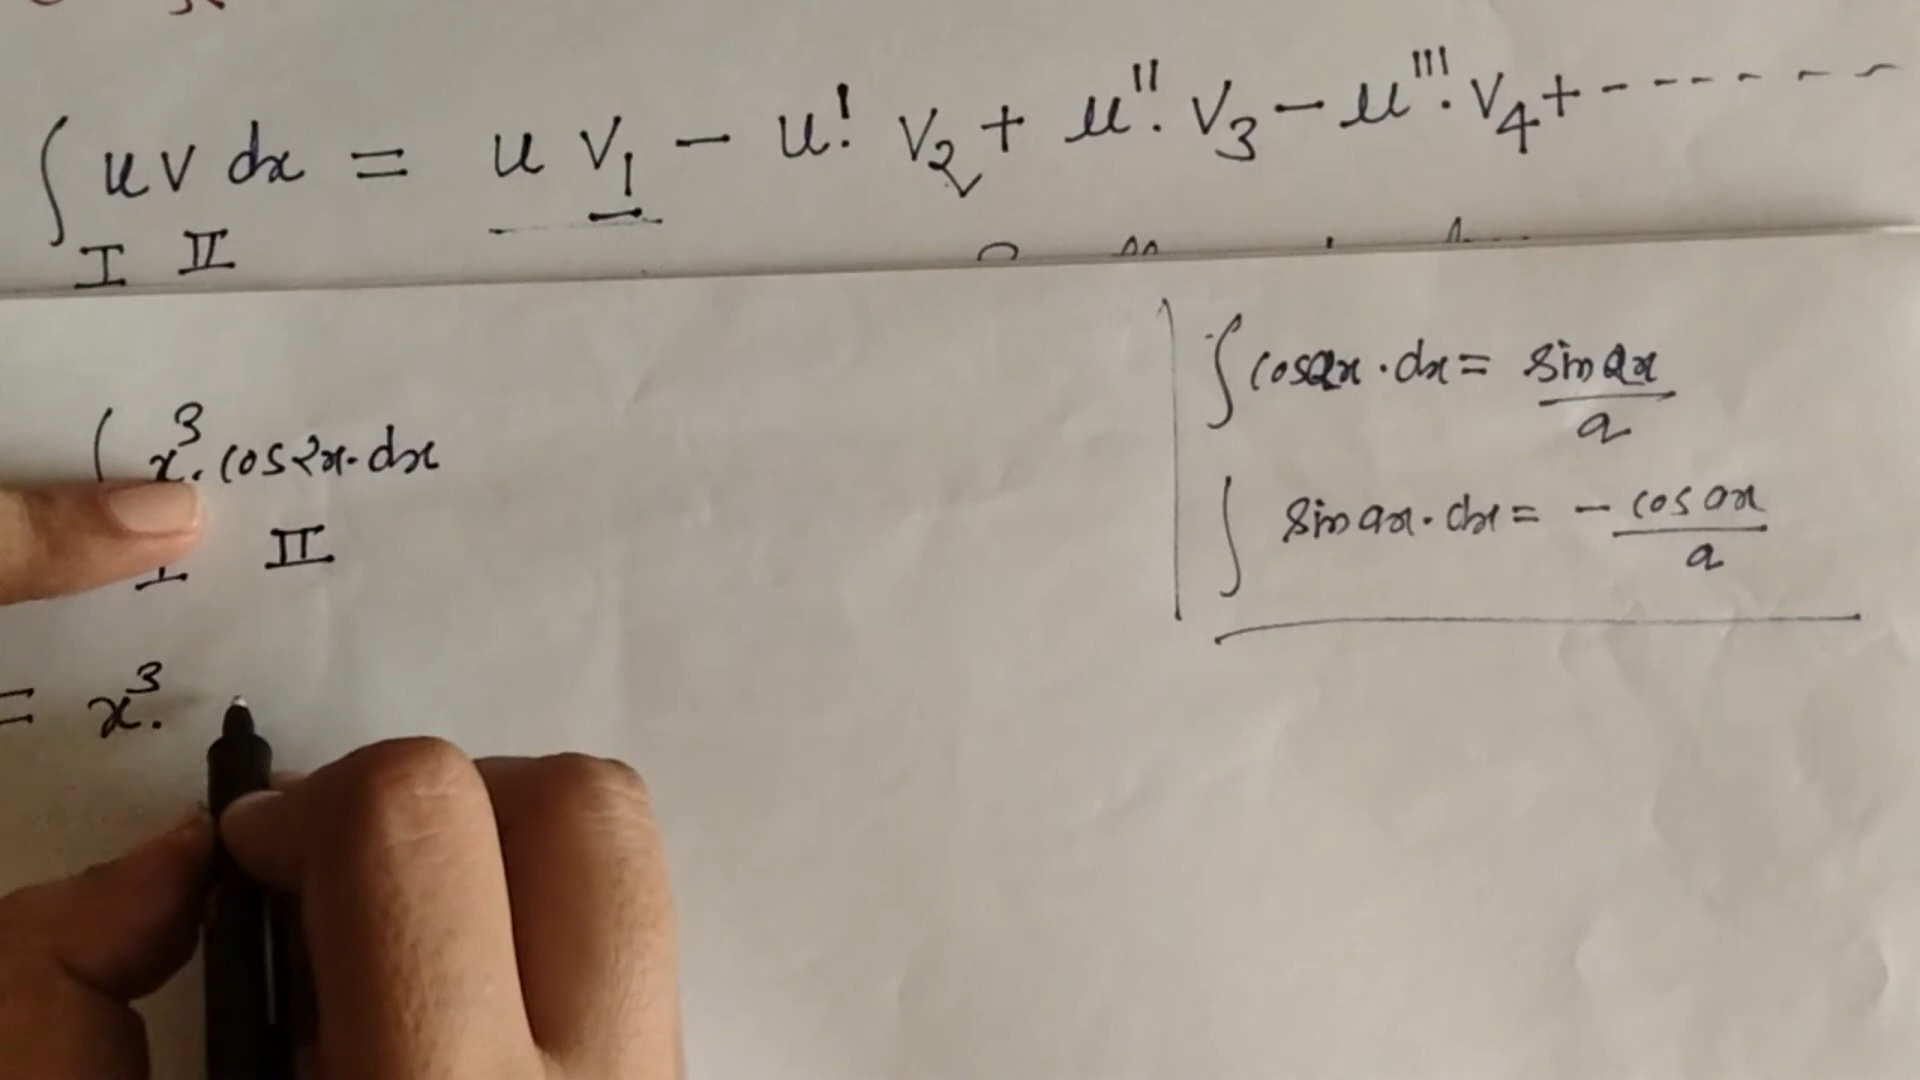 ∫ u v dx = u v₁ − u' v₂ + u''. v₃ − u'''. v₄ + - - - - - - -
I II
∫ cos ax . dx = sin ax / a
∫ x³. cos 2x . dx
I II
∫ sin ax . dx = − cos ax / a
= x³.